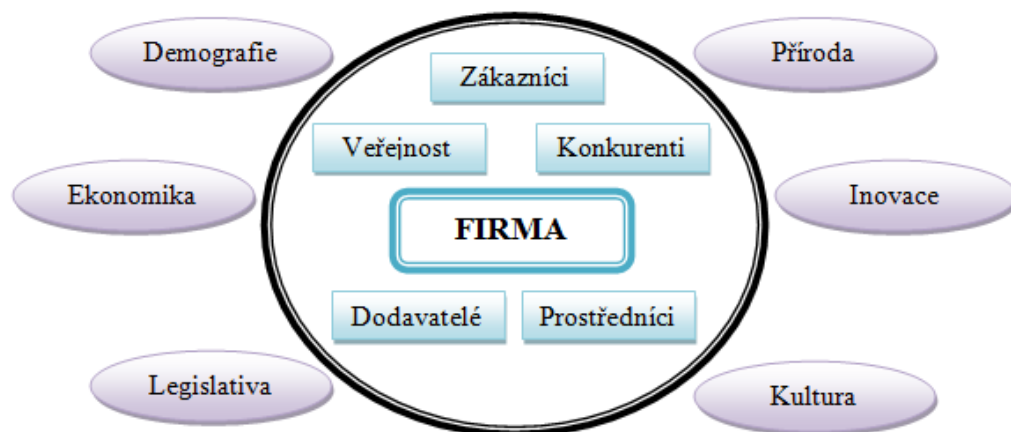 Demografie
Příroda
Zákazníci
Veřejnost
Konkurenti
Ekonomika
Inovace
FIRMA
Dodavatelé
Prostředníci
Legislativa
Kultura